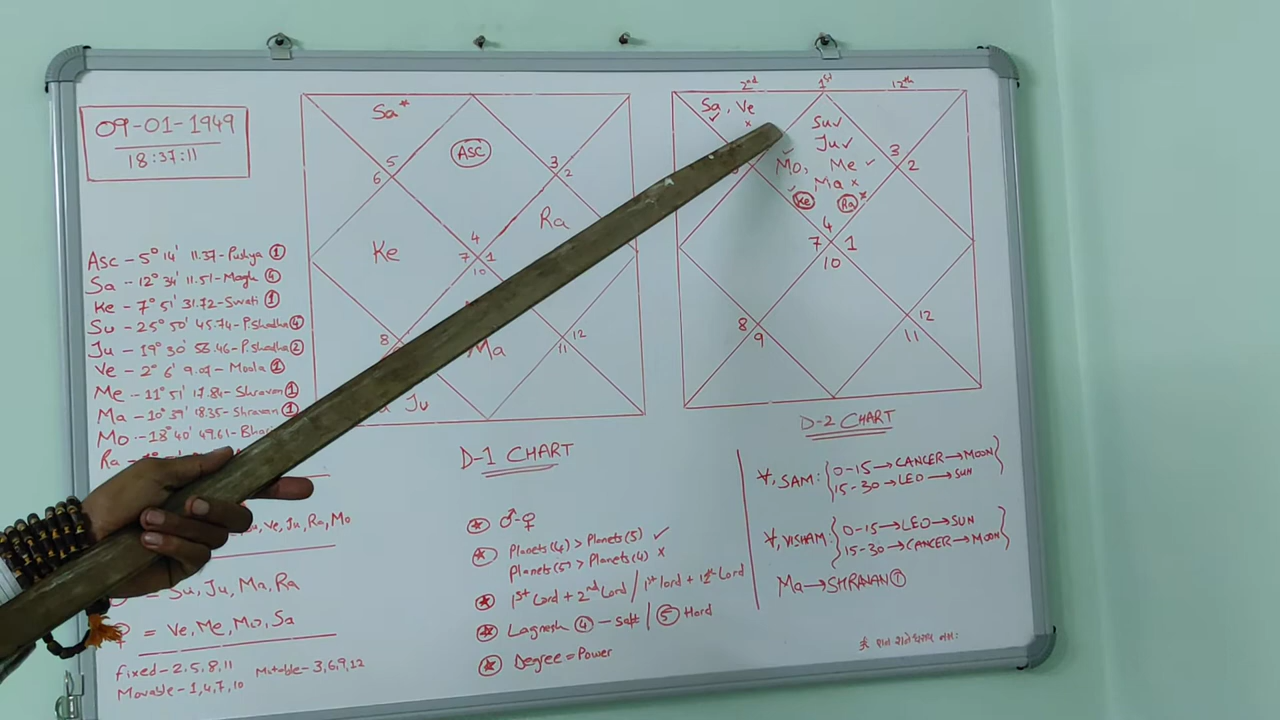 09-01-1949
18:37:11
Asc - 5° 14' 11.37 - Pushya ①
Sa - 12° 34' 11.51 - Magh ④
Ke - 7° 51' 31.72 - Swati ①
Su - 25° 50' 45.74 - P.Shadha ④
Ju - 19° 30' 56.46 - P.Shadha ②
Ve - 2° 6' 9.07 - Moola ①
Me - 11° 51' 17.84 - Shravan ①
Ma - 10° 39' 18.35 - Shravan ①
Mo - 18° 40' 49.61 - Bha
Ra
Ve, Ju, Ra, Mo
= Su, Ju, Ma, Ra
♀ = Ve, Me, Mo, Sa
fixed - 2,5,8,11 Mutable - 3,6,9,12
Movable - 1,4,7,10
Sa*
ASC
5 3
6 2
Ra
Ke
4
7 1
10
8 12
11
Ma
Ju
D-1 CHART
♂-♀
Planets(4) > Planets(5) ✓
Planets(5) > Planets(4) x
1st Lord + 2nd Lord / 1st lord + 12th Lord
Lagnesh ④ - Soft / ⑤ Hard
Degree = Power
2nd 1st 12th
Sa, Ve
✓ x
Su✓
Ju✓
Mo, Me ✓
Ma x
Ke Ra*
3
2
4
7 1
10
8 12
9 11
D-2 CHART
∀, SAM: {0-15→CANCER→MOON}
{15-30→LEO→SUN}
∀, VISHAM: {0-15→LEO→SUN}
{15-30→CANCER→MOON}
Ma→SHRAVAN ①